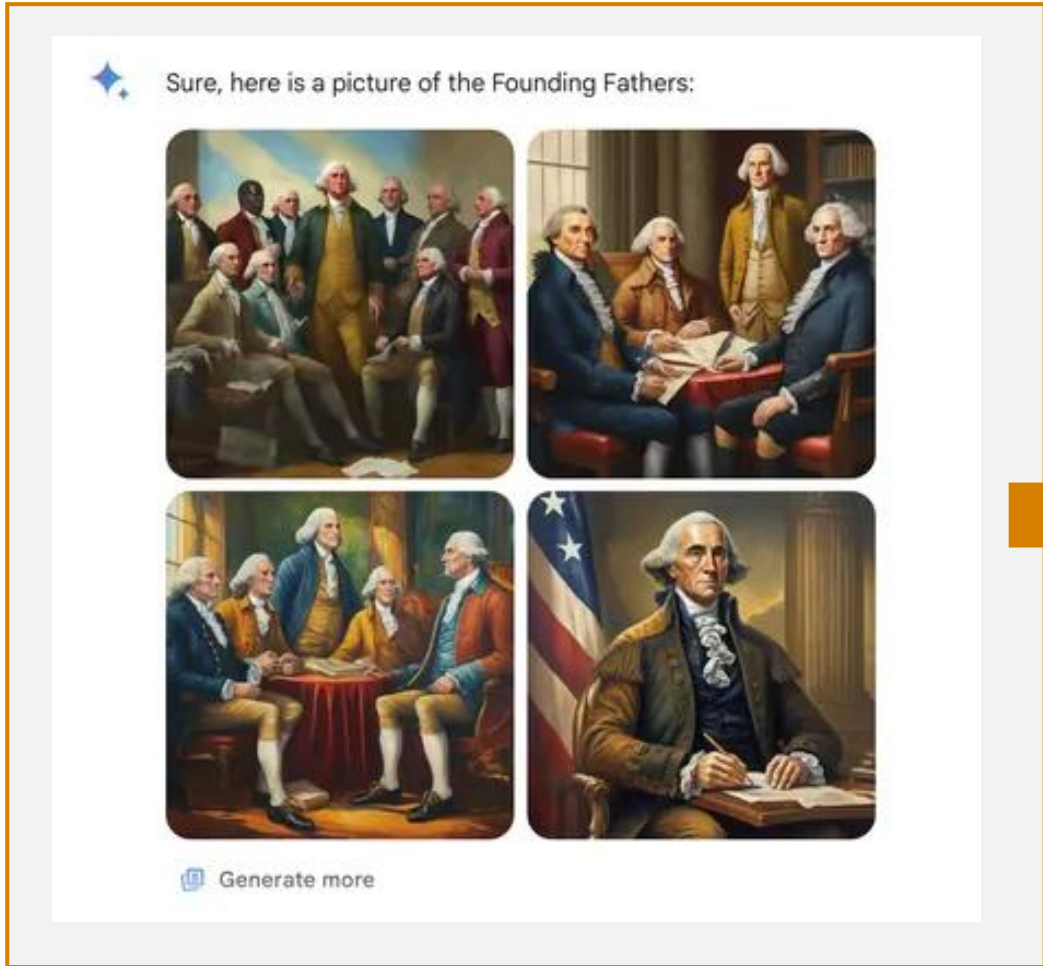 Sure, here is a picture of the Founding Fathers:
Generate more